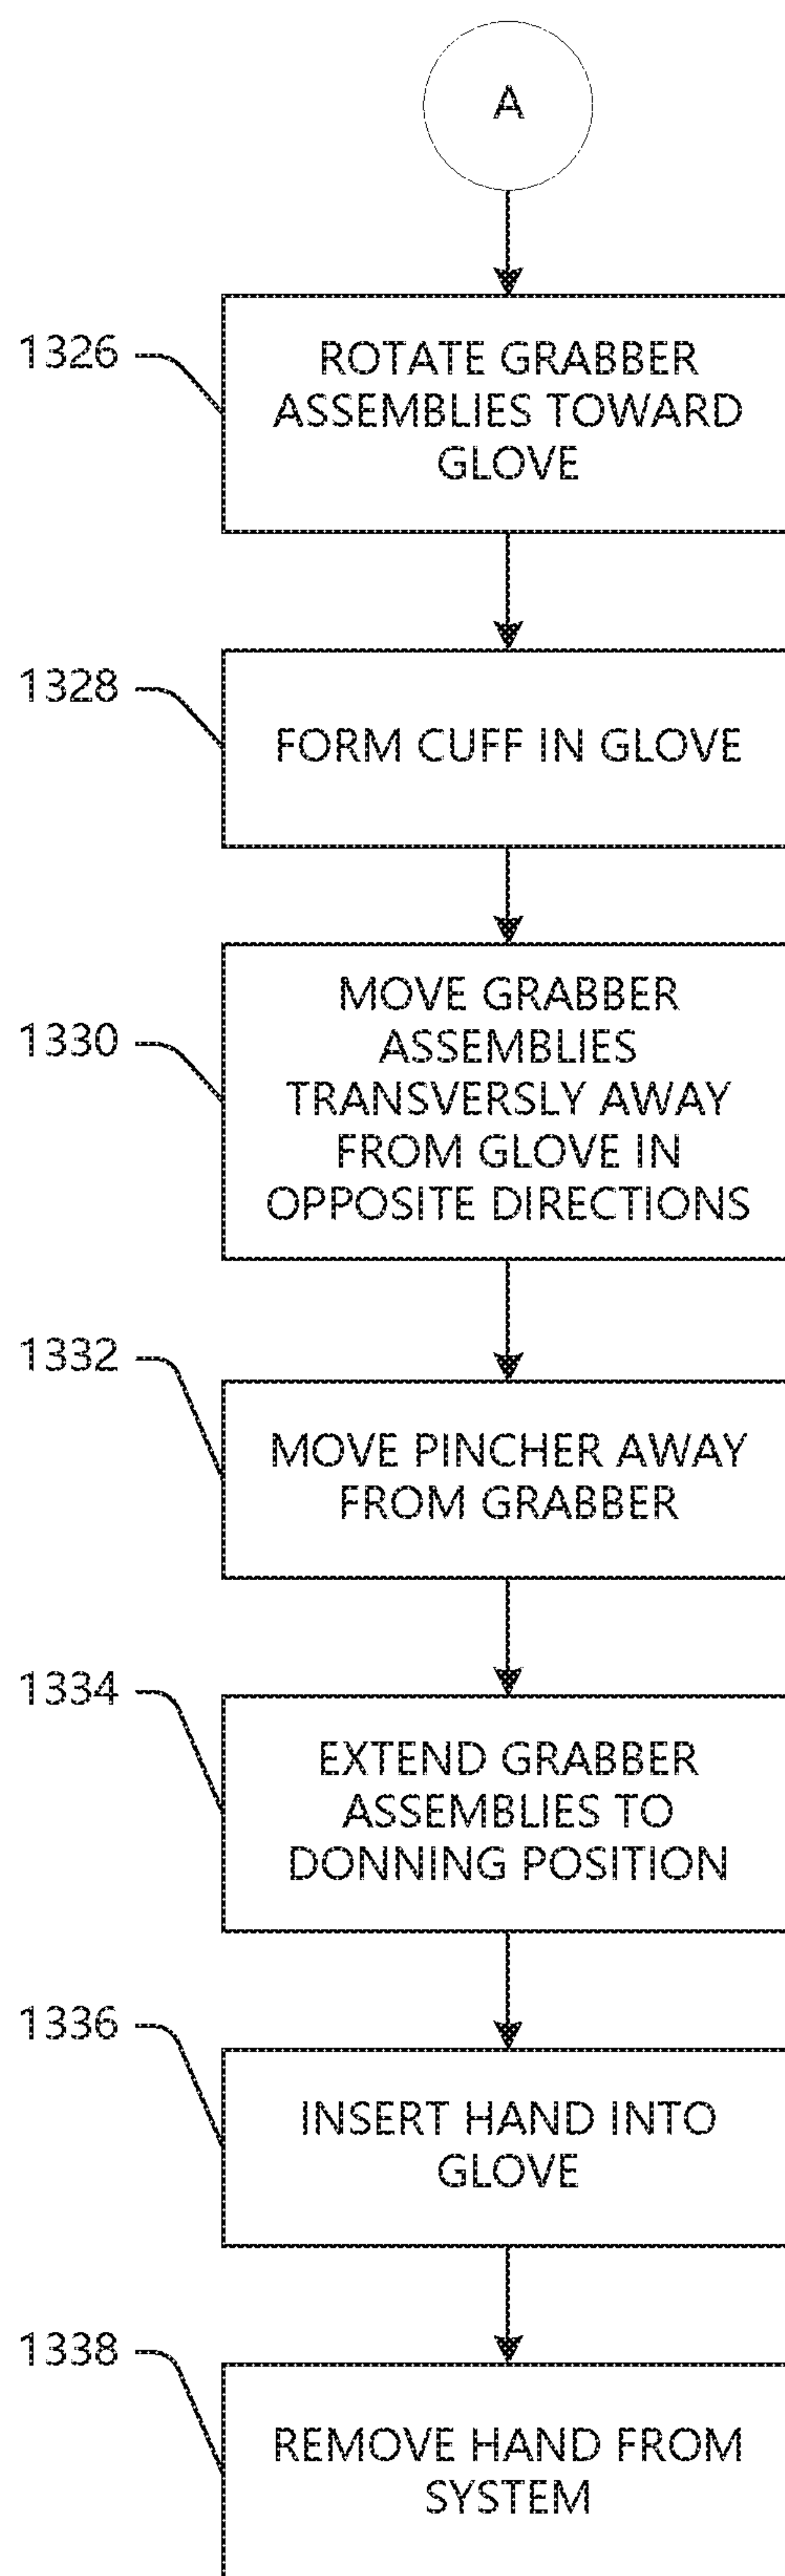 A
1326
ROTATE GRABBER
ASSEMBLIES TOWARD
GLOVE
1328
FORM CUFF IN GLOVE
1330
MOVE GRABBER
ASSEMBLIES
TRANSVERSLY AWAY
FROM GLOVE IN
OPPOSITE DIRECTIONS
1332
MOVE PINCHER AWAY
FROM GRABBER
1334
EXTEND GRABBER
ASSEMBLIES TO
DONNING POSITION
1336
INSERT HAND INTO
GLOVE
1338
REMOVE HAND FROM
SYSTEM